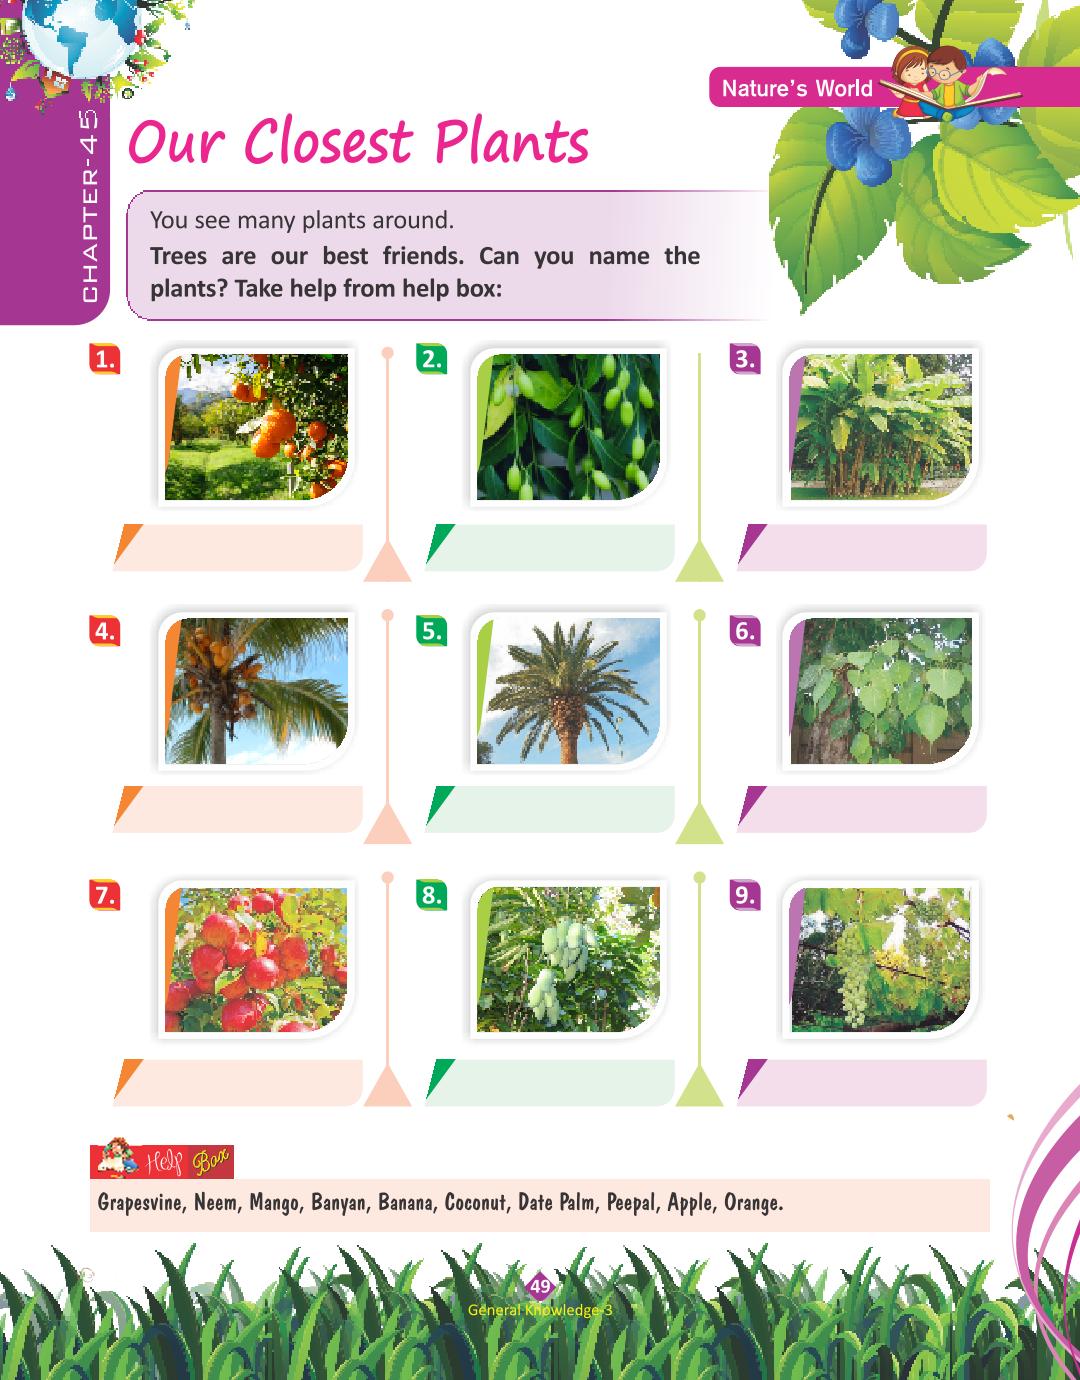 CHAPTER-45
Nature's World
Our Closest Plants
You see many plants around.
Trees are our best friends. Can you name the
plants? Take help from help box:
1.
2.
3.
4.
5.
6.
7.
8.
9.
Help Box
Grapesvine, Neem, Mango, Banyan, Banana, Coconut, Date Palm, Peepal, Apple, Orange.
49
General Knowledge-3